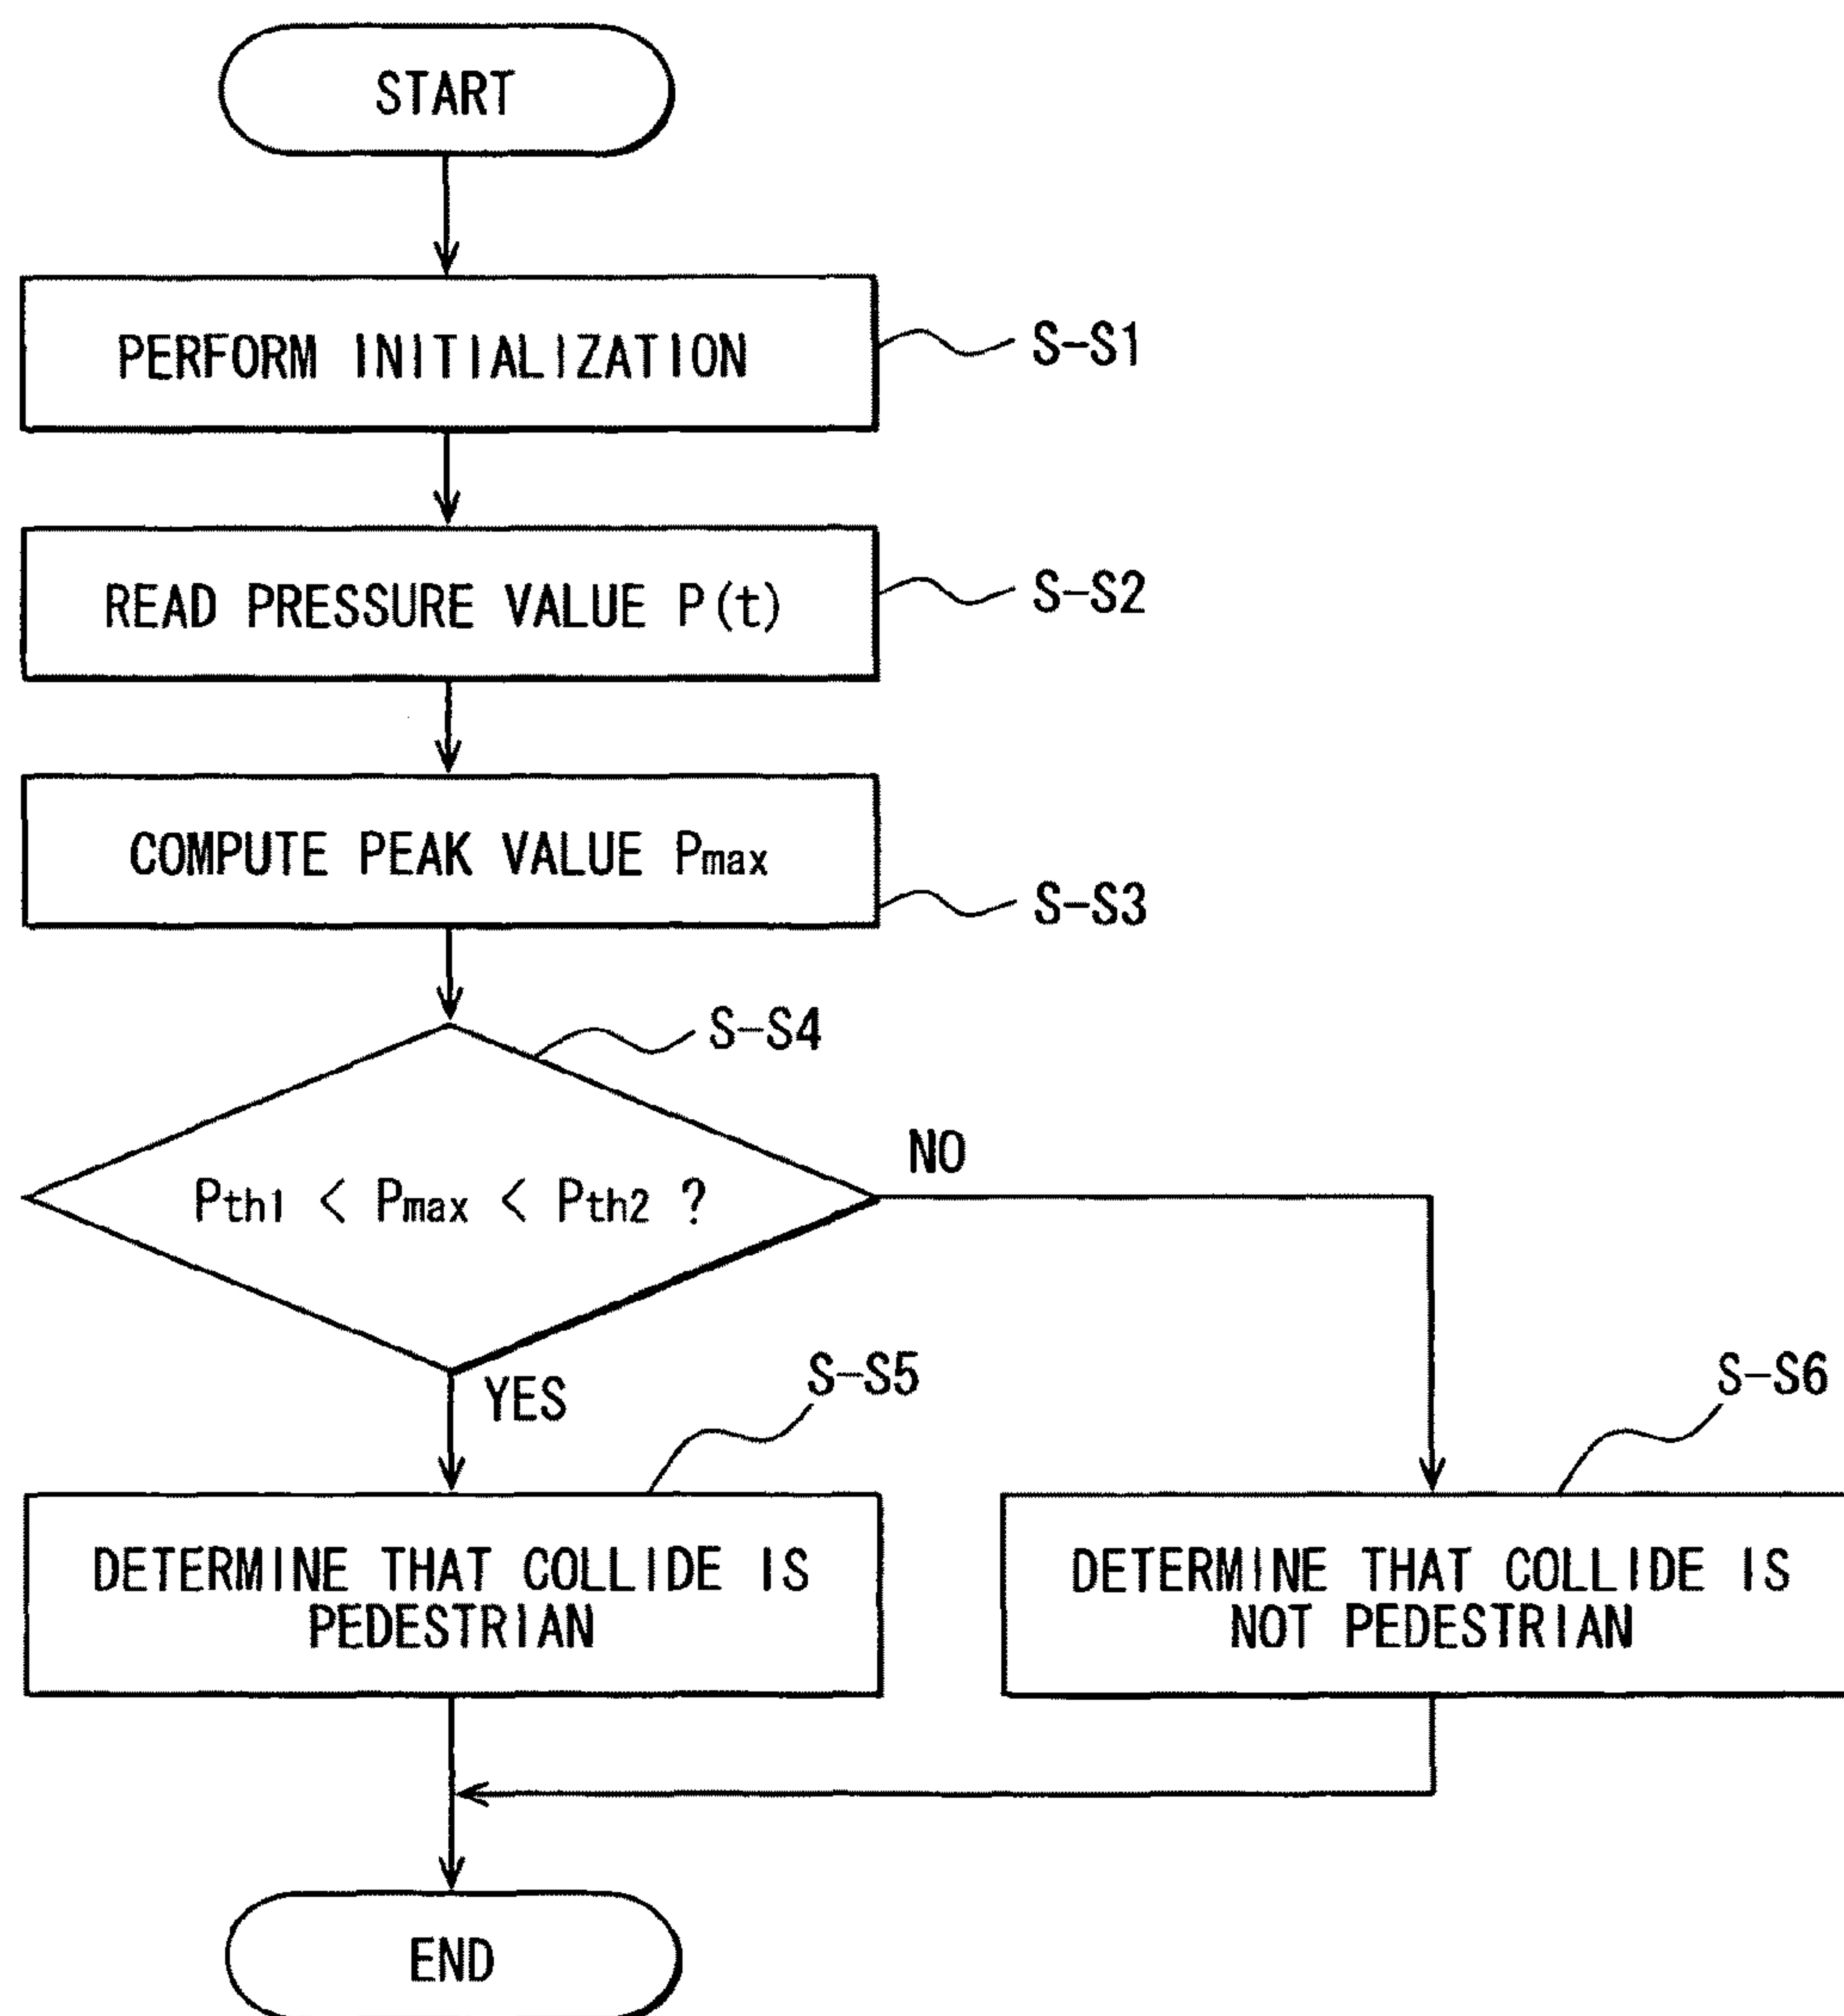 START
PERFORM INITIALIZATION
S-S1
READ PRESSURE VALUE P(t)
S-S2
COMPUTE PEAK VALUE Pmax
S-S3
S-S4
Pth1 < Pmax < Pth2 ?
NO
YES
S-S5
S-S6
DETERMINE THAT COLLIDE IS
PEDESTRIAN
DETERMINE THAT COLLIDE IS
NOT PEDESTRIAN
END